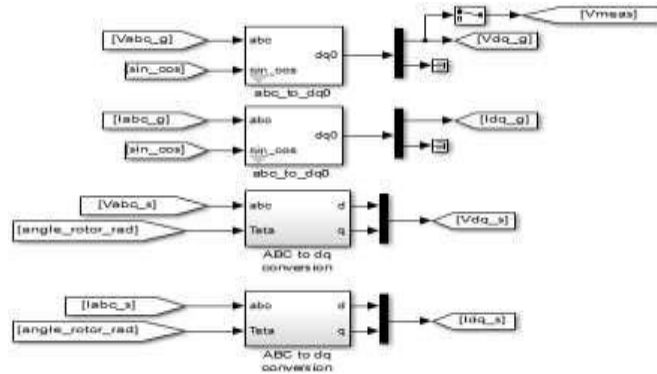 [Vmeas]
[Vabc_g]
abc
dq0
[Vdq_g]
[sin_cos]
sin_cos
abc_to_dq0
[Iabc_g]
abc
dq0
[Idq_g]
[sin_cos]
sin_cos
abc_to_dq0
[Vabc_s]
abc
d
[Vdq_s]
[angle_rotor_rad]
Teta
q
ABC to dq
conversion
[Iabc_s]
abc
d
[Idq_s]
[angle_rotor_rad]
Teta
q
ABC to dq
conversion